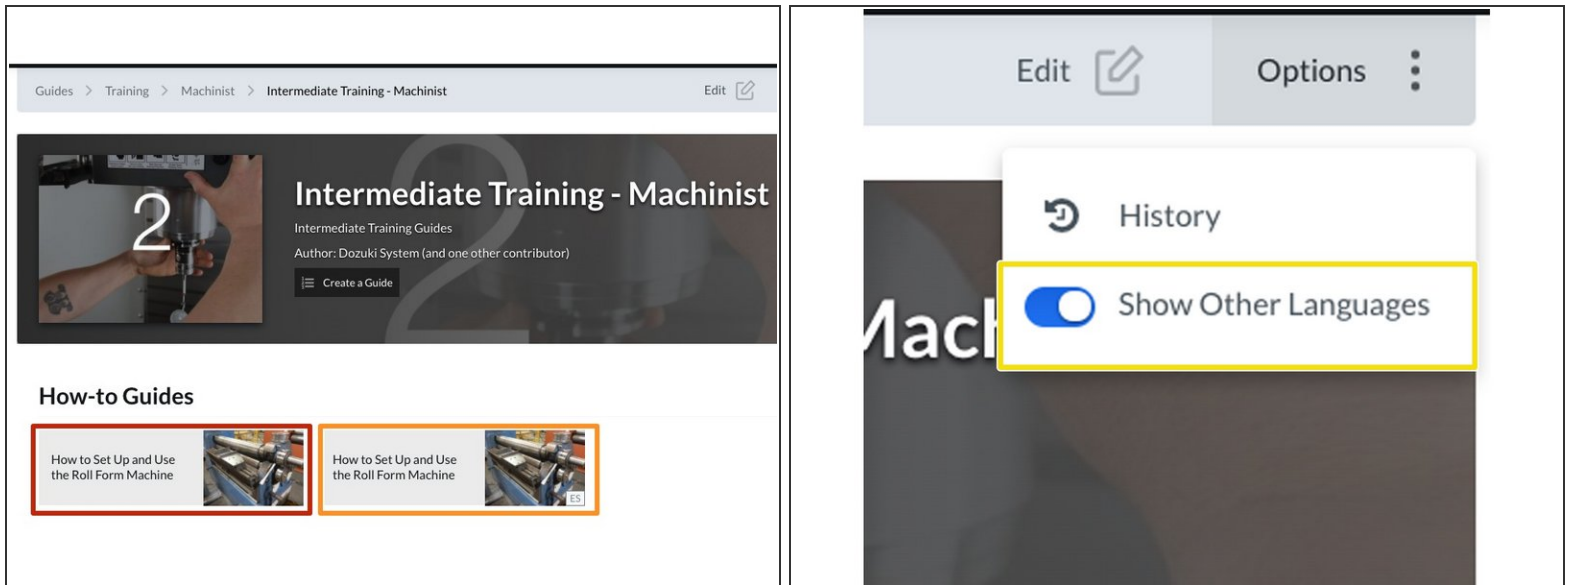 Guides > Training > Machinist > Intermediate Training - Machinist
Edit
2
2
Intermediate Training - Machinist
Intermediate Training Guides
Author: Dozuki System (and one other contributor)
Create a Guide
How-to Guides
How to Set Up and Use
the Roll Form Machine
How to Set Up and Use
the Roll Form Machine
ES
Edit
Options
History
Show Other Languages
Mach